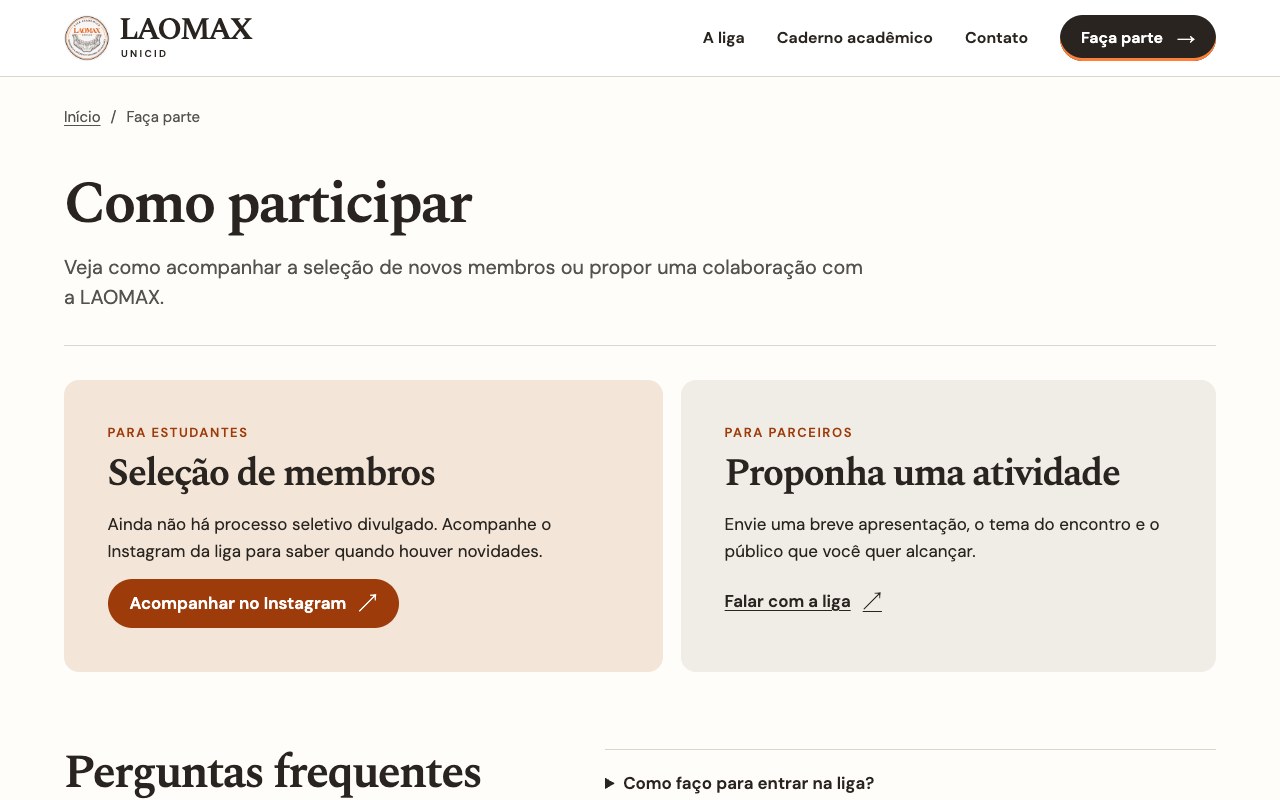 LAOMAX
UNICID
A liga
Caderno acadêmico
Contato
Faça parte →
Início / Faça parte
Como participar
Veja como acompanhar a seleção de novos membros ou propor uma colaboração com
a LAOMAX.
PARA ESTUDANTES
Seleção de membros
Ainda não há processo seletivo divulgado. Acompanhe o
Instagram da liga para saber quando houver novidades.
Acompanhar no Instagram ↗
PARA PARCEIROS
Proponha uma atividade
Envie uma breve apresentação, o tema do encontro e o
público que você quer alcançar.
Falar com a liga ↗
Perguntas frequentes
Como faço para entrar na liga?